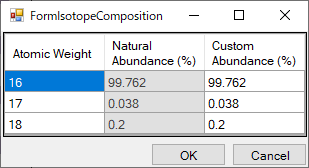 FormIsotopeComposition
Atomic Weight Natural Abundance (%) Custom Abundance (%)
16 99.762 99.762
17 0.038 0.038
18 0.2 0.2
OK Cancel